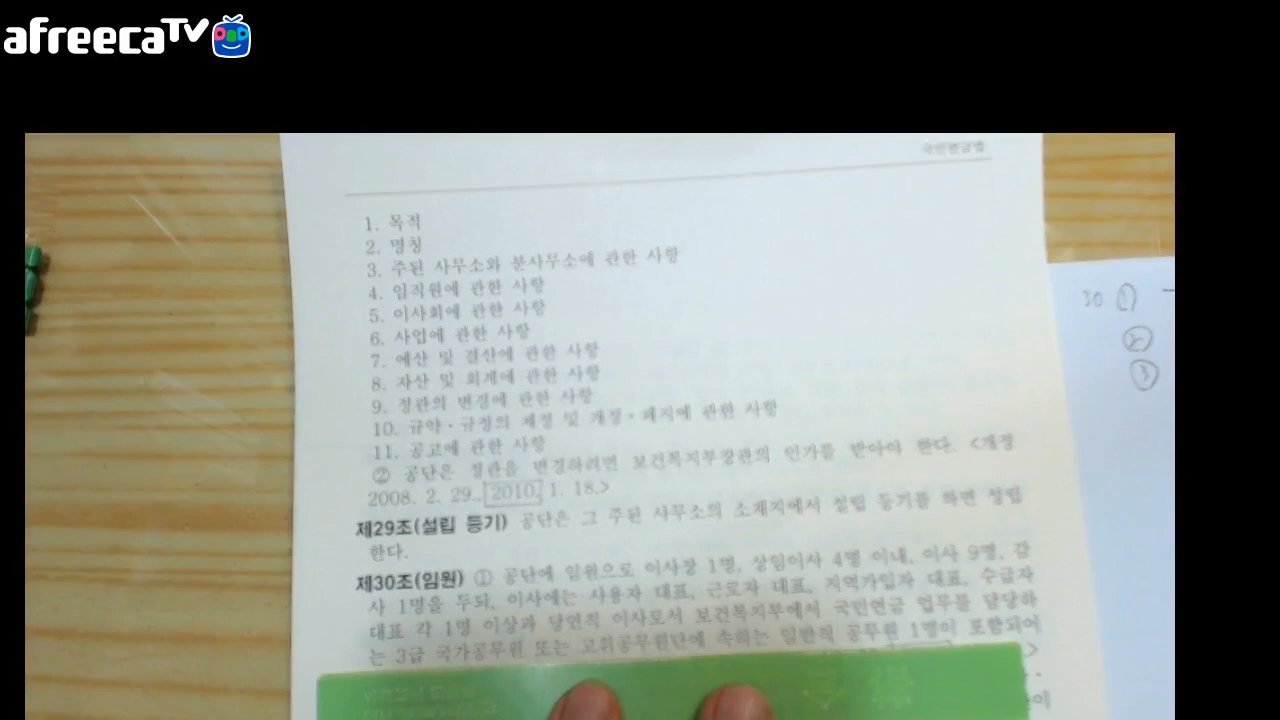 afreecaTV
국민연금법
1. 목적
2. 명칭
3. 주된 사무소와 분사무소에 관한 사항
4. 임직원에 관한 사항
5. 이사회에 관한 사항
6. 사업에 관한 사항
7. 예산 및 결산에 관한 사항
8. 자산 및 회계에 관한 사항
9. 정관의 변경에 관한 사항
10. 규약·규정의 제정 및 개정·폐지에 관한 사항
11. 공고에 관한 사항
② 공단은 정관을 변경하려면 보건복지부장관의 인가를 받아야 한다. <개정
2008. 2. 29., 2010. 1. 18.>
제29조(설립 등기) 공단은 그 주된 사무소의 소재지에서 설립 등기를 하면 성립
한다.
제30조(임원) ① 공단에 임원으로 이사장 1명, 상임이사 4명 이내, 이사 9명, 감
사 1명을 두되, 이사에는 사용자 대표, 근로자 대표, 지역가입자 대표, 수급자
대표 각 1명 이상과 당연직 이사로서 보건복지부에서 국민연금 업무를 담당하
는 3급 국가공무원 또는 고위공무원단에 속하는 일반직 공무원 1명이 포함되어
30 ①
②
③